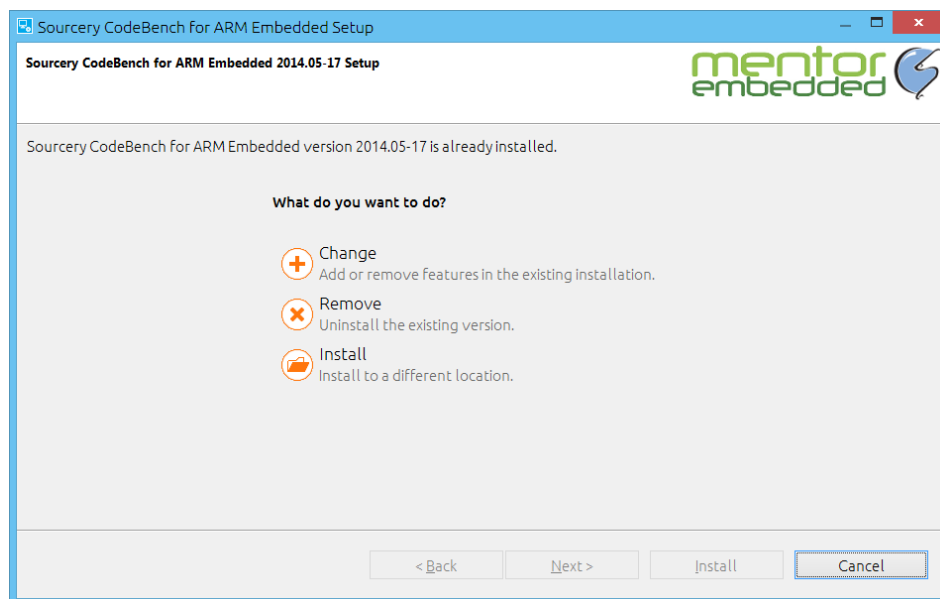 Sourcery CodeBench for ARM Embedded Setup
Sourcery CodeBench for ARM Embedded 2014.05-17 Setup
mentor
embedded
Sourcery CodeBench for ARM Embedded version 2014.05-17 is already installed.
What do you want to do?
Change
Add or remove features in the existing installation.
Remove
Uninstall the existing version.
Install
Install to a different location.
< Back Next > Install Cancel